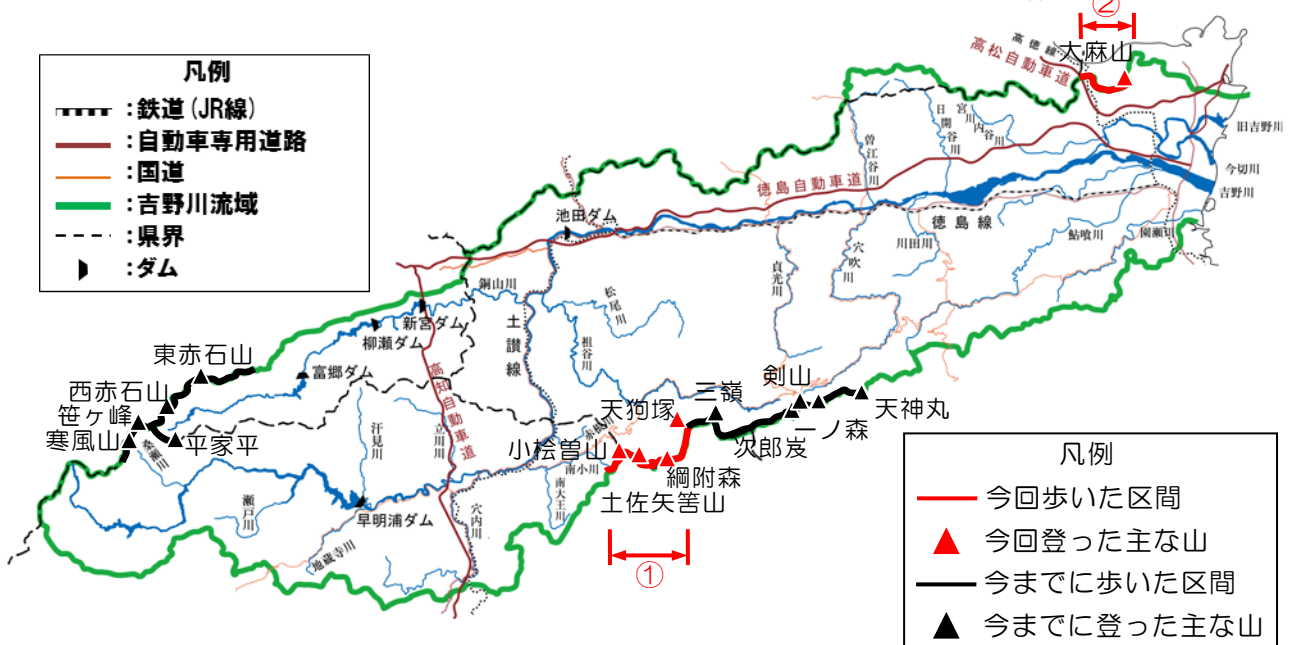 ②
大麻山
高徳線
高松自動車道
凡例
:鉄道(JR線)
:自動車専用道路
:国道
:吉野川流域
:県界
:ダム
旧吉野川
今切川
吉野川
宮川内谷川
日開谷川
曽江谷川
徳島自動車道
池田ダム
徳島線
鮎喰川
園瀬川
川田川
穴吹川
貞光川
銅山川
松尾川
祖谷川
土讃線
新宮ダム
柳瀬ダム
富郷ダム
高知自動車道
東赤石山
西赤石山
笹ヶ峰
寒風山
平家平
桑瀬川
汗見川
立川川
瀬戸川
早明浦ダム
地蔵寺川
穴内川
南小川
南大王川
赤根川
剣山
三嶺
天狗塚
小桧曽山
綱附森
土佐矢筈山
次郎岌
一ノ森
天神丸
①
凡例
今回歩いた区間
今回登った主な山
今までに歩いた区間
今までに登った主な山